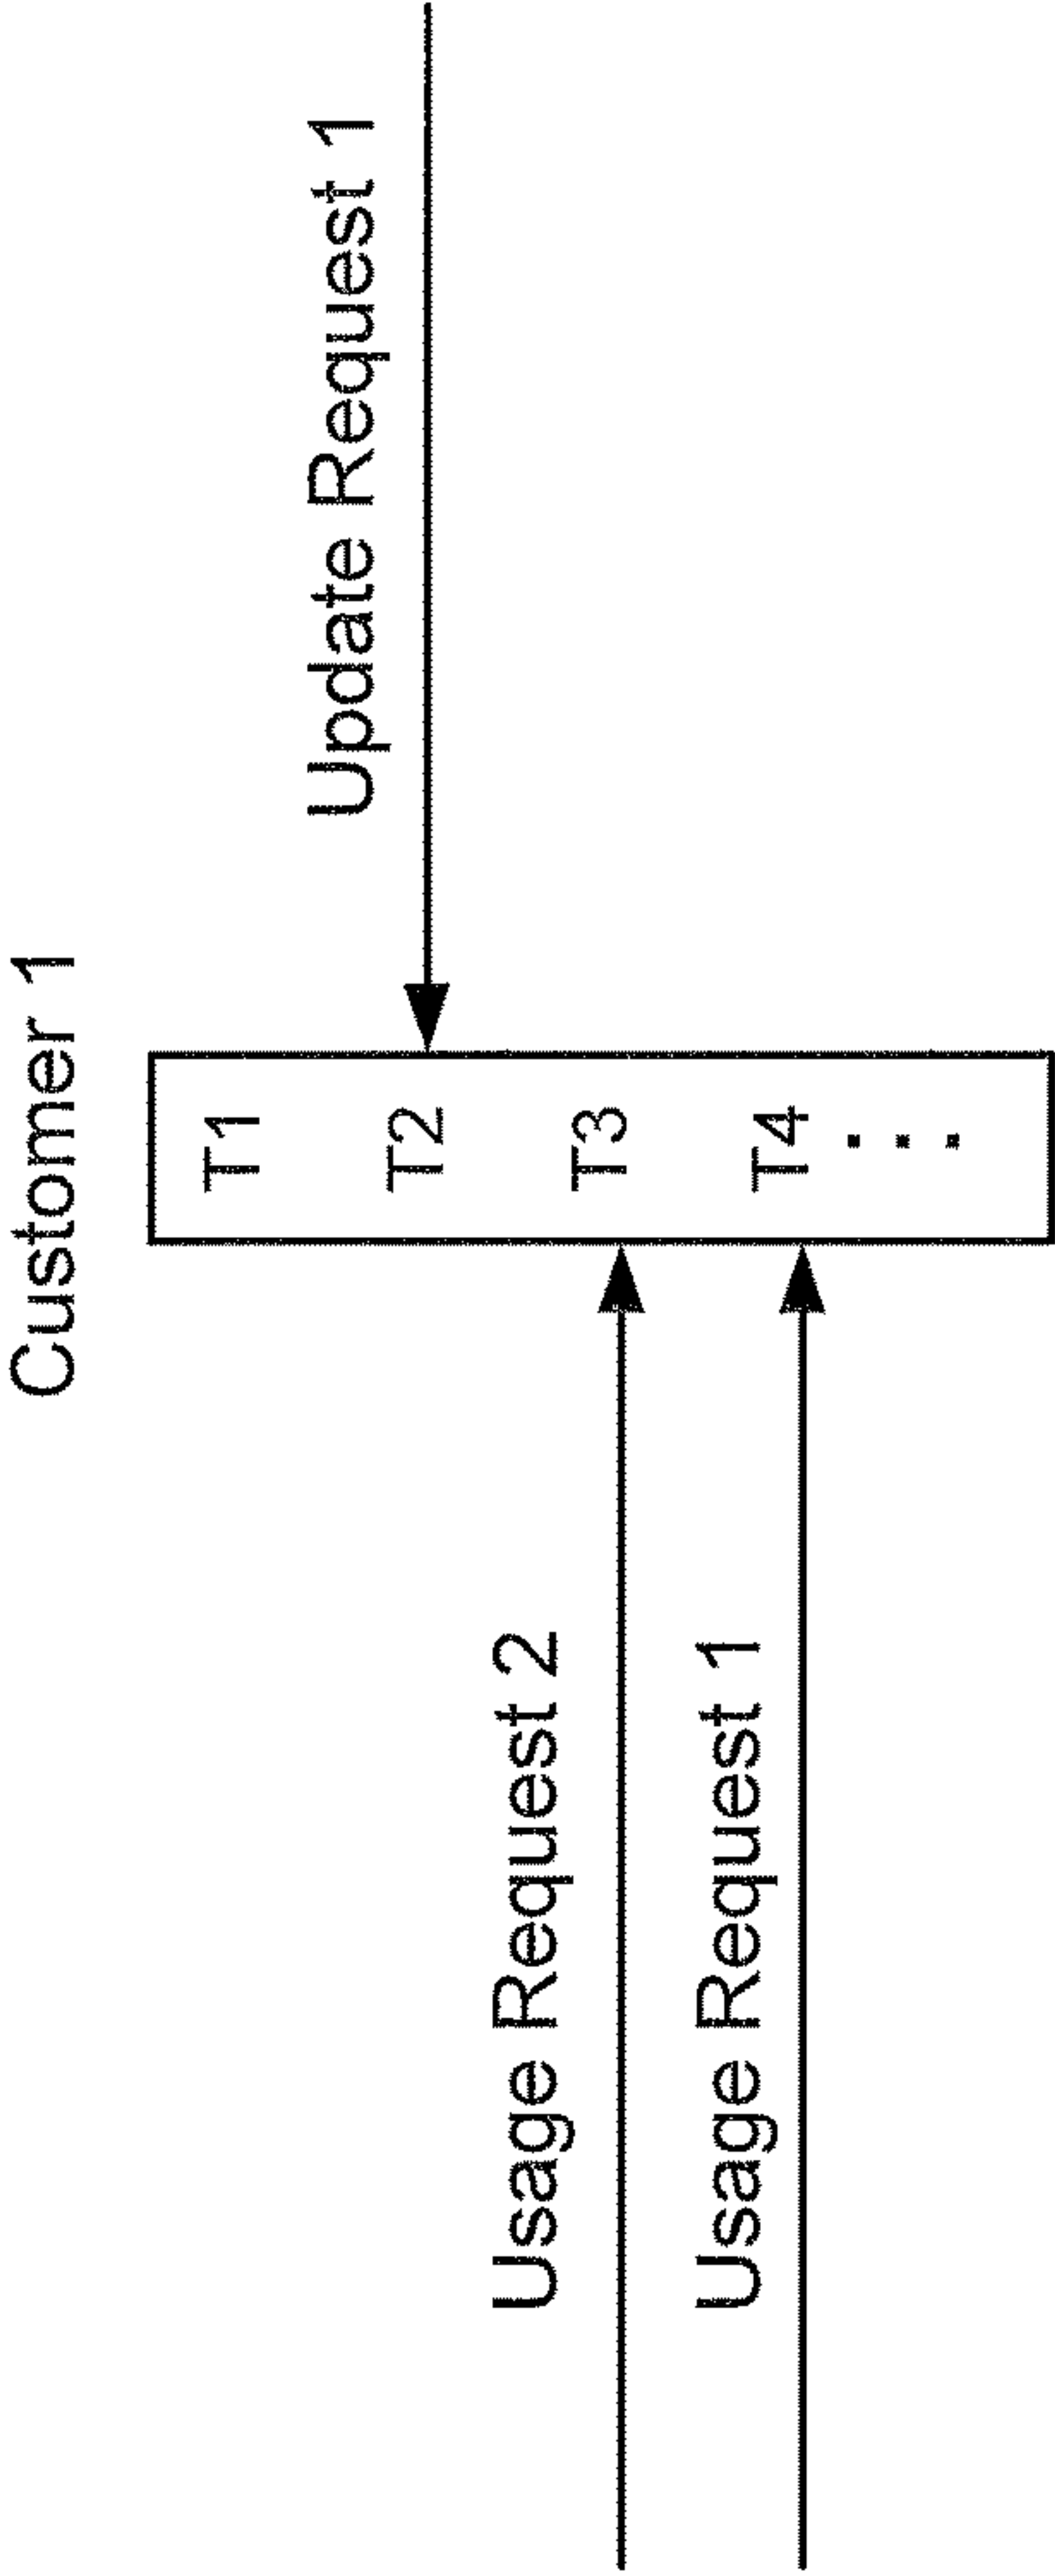 Customer 1
T1
Update Request 1
T2
Usage Request 2
T3
Usage Request 1
T4